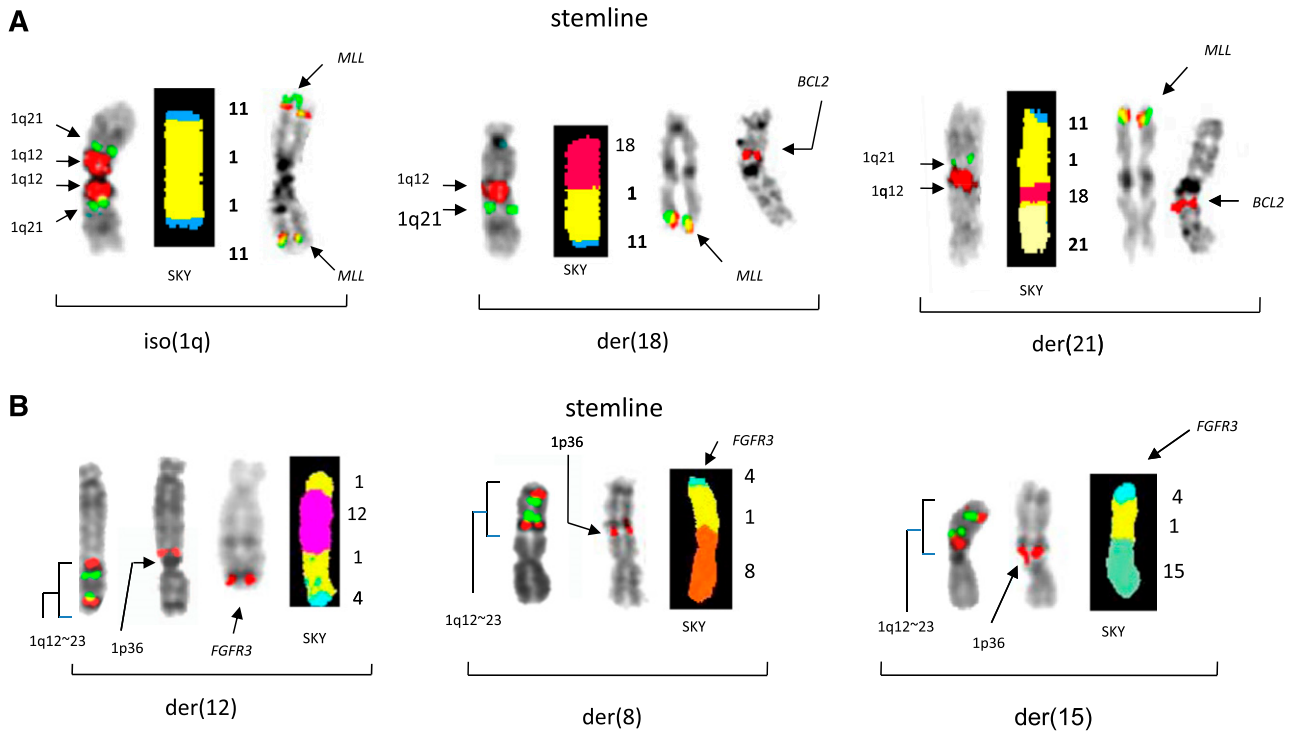 A
stemline
1q21
1q12
1q12
1q21
SKY
11
1
1
11
MLL
MLL
iso(1q)
1q12
1q21
SKY
18
1
11
MLL
BCL2
der(18)
1q21
1q12
SKY
11
1
18
21
MLL
BCL2
der(21)
B
stemline
1q12~23
1p36
FGFR3
SKY
1
12
1
4
der(12)
1q12~23
1p36
FGFR3
SKY
4
1
8
der(8)
1q12~23
1p36
FGFR3
SKY
4
1
15
der(15)